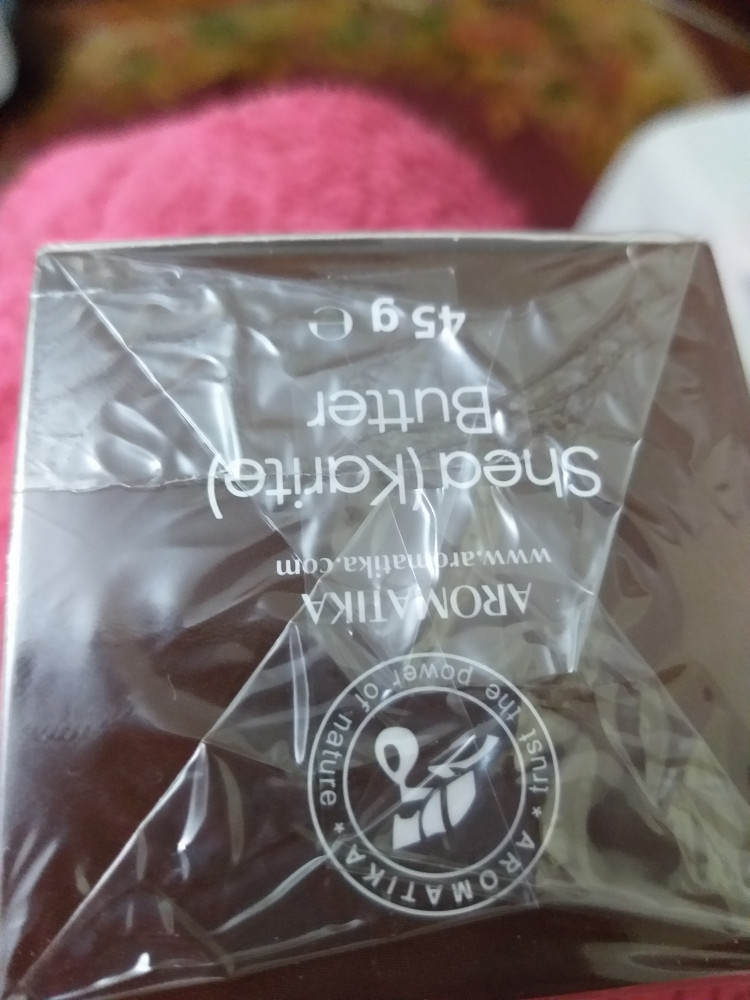 AROMATIKA * trust the power of nature *
AROMATIKA
www.aromatika.com
Shea (Karite)
Butter
45 g ℮